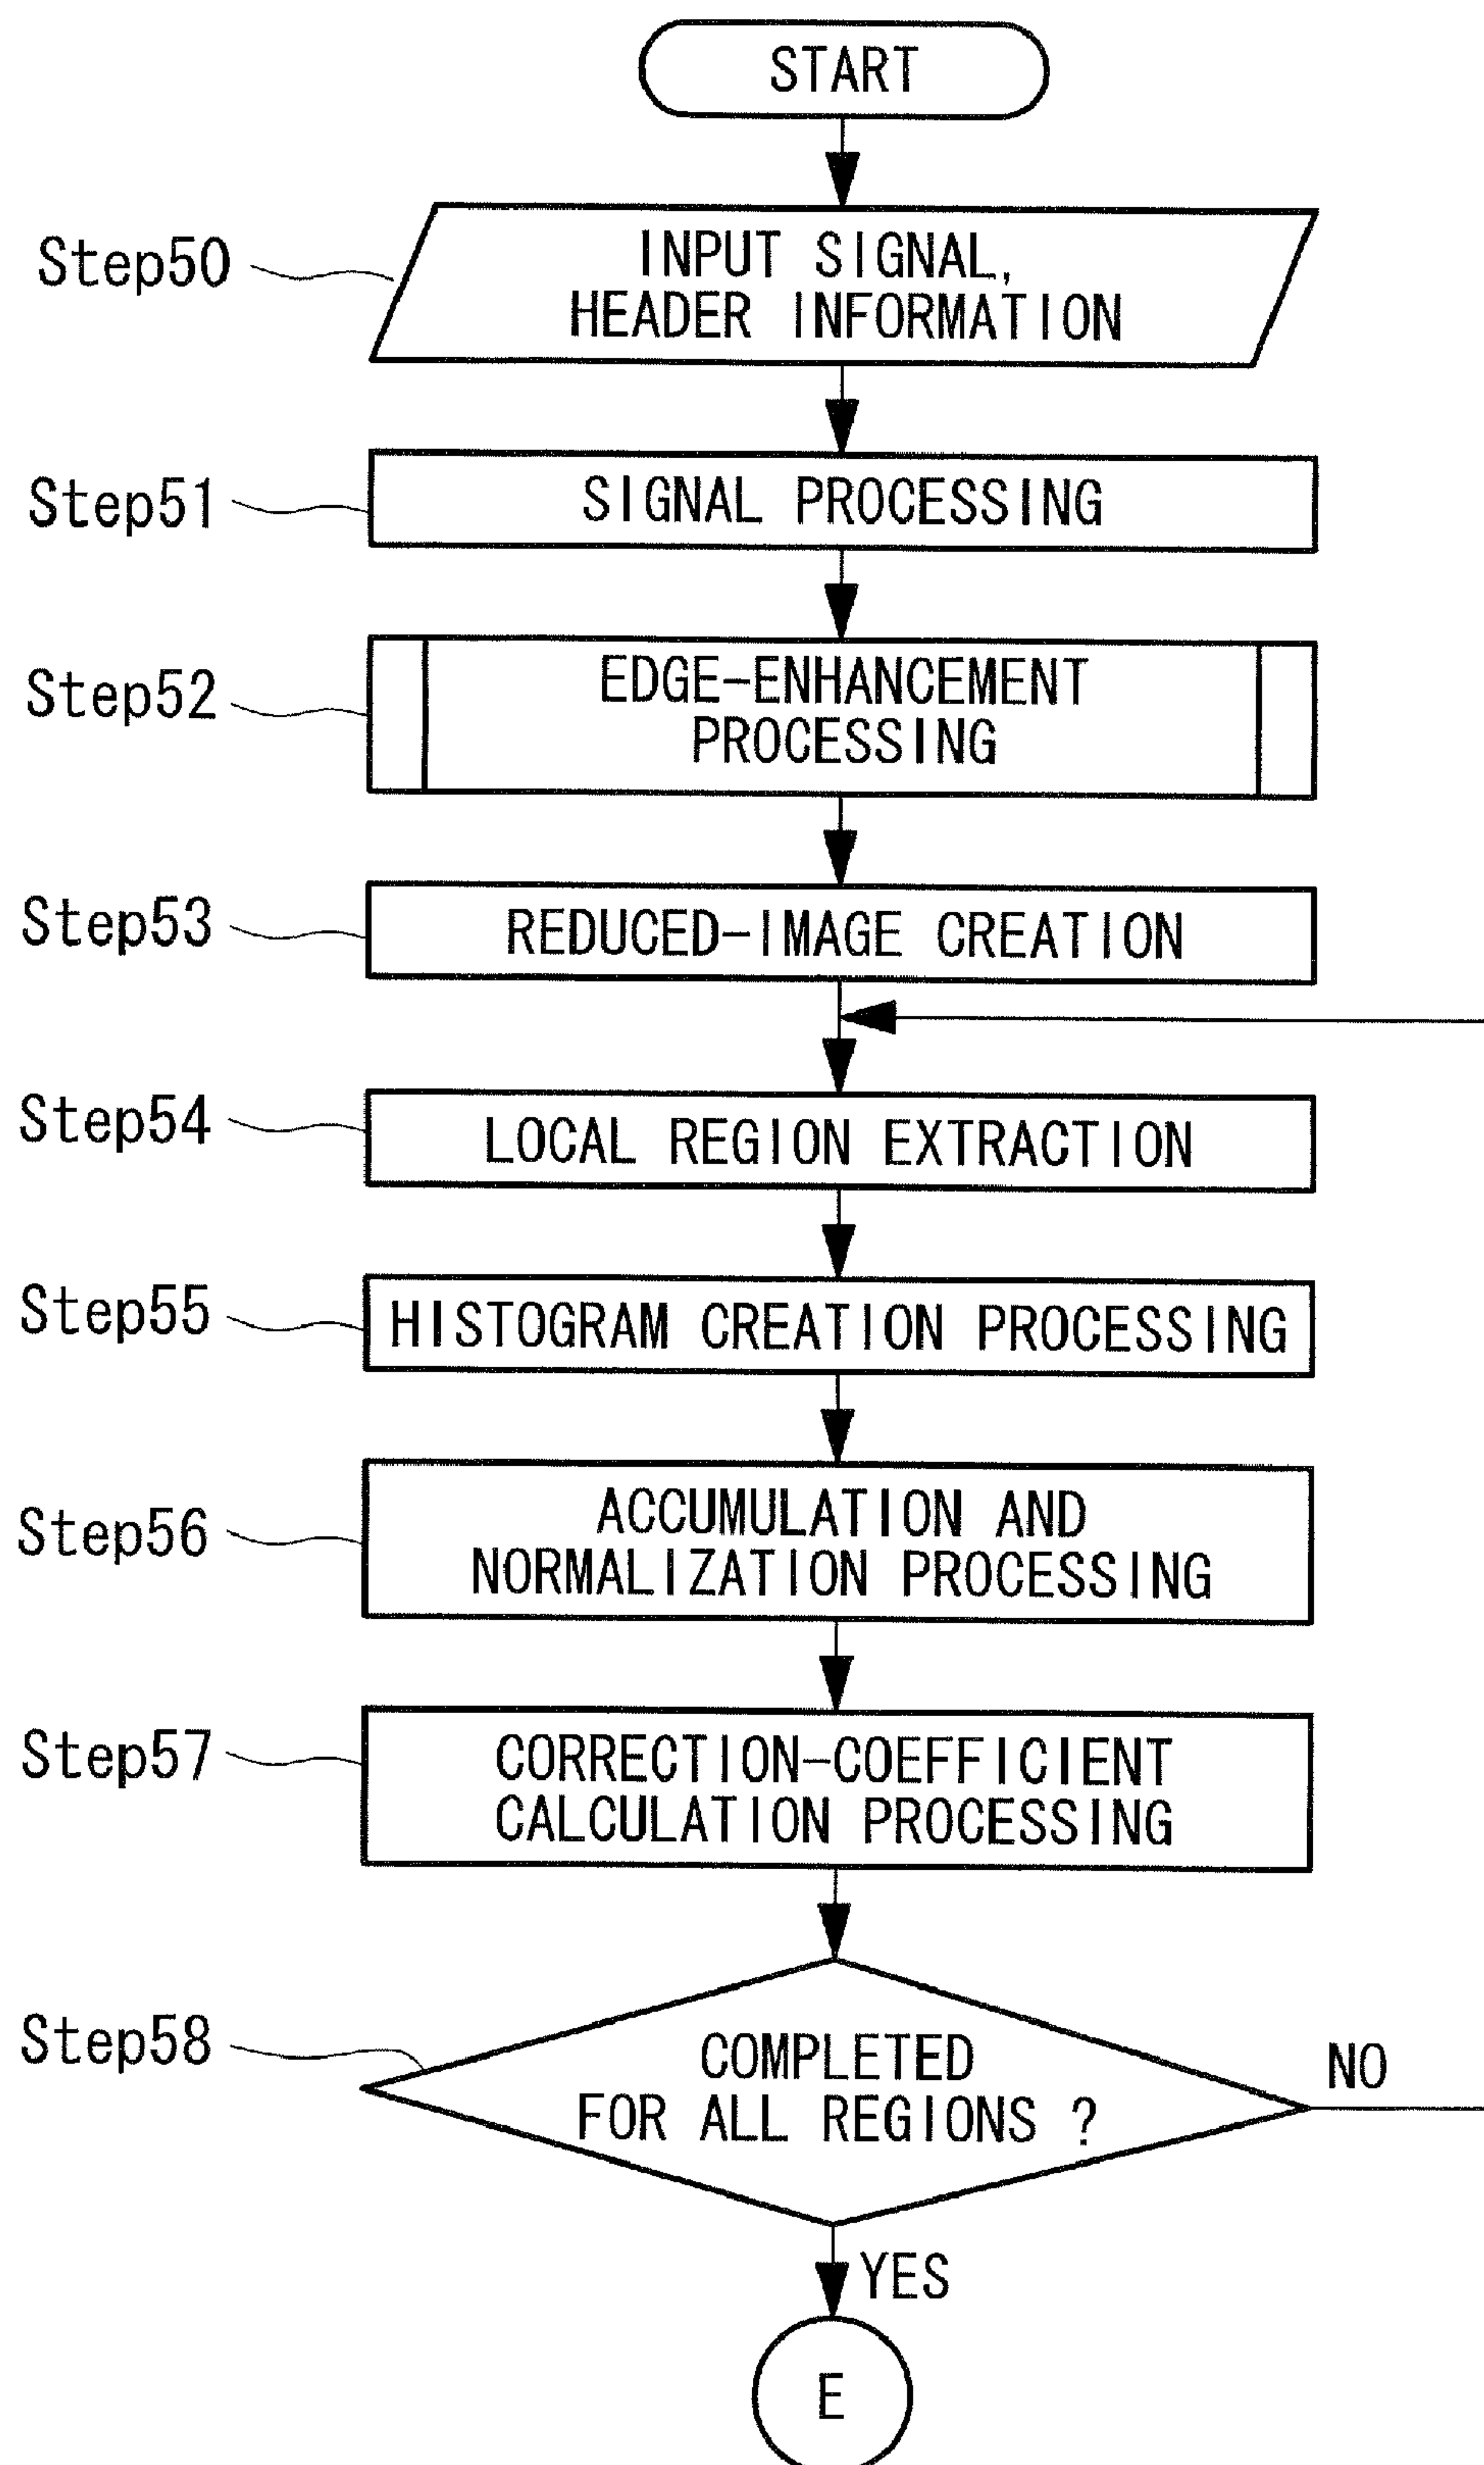 START
Step50
INPUT SIGNAL,
HEADER INFORMATION
Step51
SIGNAL PROCESSING
Step52
EDGE-ENHANCEMENT
PROCESSING
Step53
REDUCED-IMAGE CREATION
Step54
LOCAL REGION EXTRACTION
Step55
HISTOGRAM CREATION PROCESSING
Step56
ACCUMULATION AND
NORMALIZATION PROCESSING
Step57
CORRECTION-COEFFICIENT
CALCULATION PROCESSING
Step58
COMPLETED
FOR ALL REGIONS ?
NO
YES
E